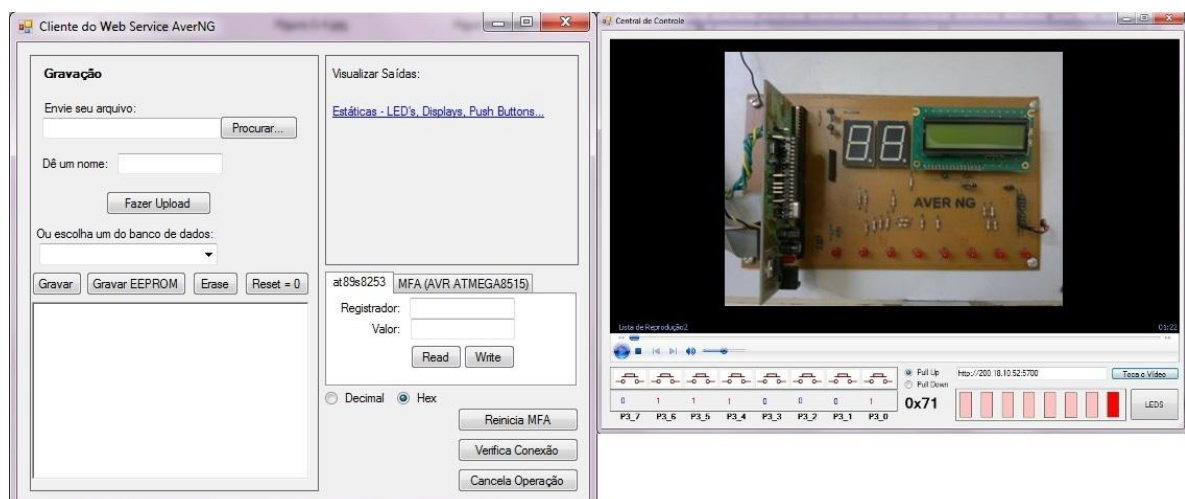 Cliente do Web Service AverNG
Gravação
Envie seu arquivo:
Procurar...
Dê um nome:
Fazer Upload
Ou escolha um do banco de dados:
Gravar Gravar EEPROM Erase Reset = 0
Visualizar Saídas:
Estáticas - LED's, Displays, Push Buttons...
at89s8253 MFA (AVR ATMEGA8515)
Registrador:
Valor:
Read Write
Decimal Hex
Reinicia MFA
Verifica Conexão
Cancela Operação
Central de Controle
AVER NG
Lista de Reprodução2 01:22
Pull Up http://200.18.10.52:5700 Toca o Vídeo
Pull Down
0 1 1 1 0 0 0 1 0x71 LEDS
P3_7 P3_6 P3_5 P3_4 P3_3 P3_2 P3_1 P3_0